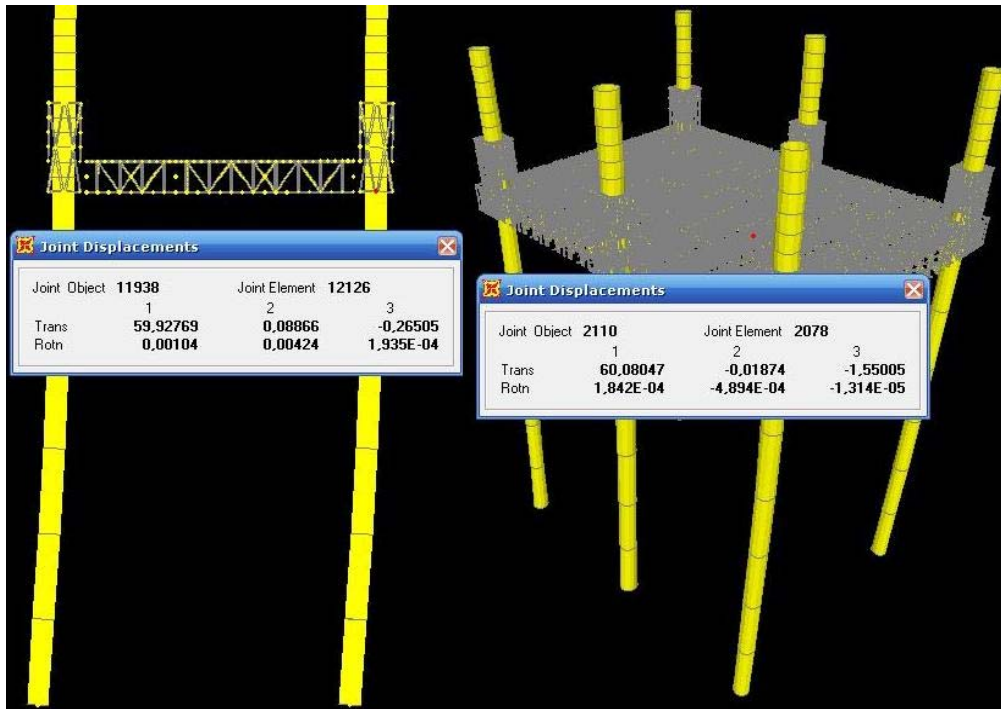 Joint Displacements
Joint Object 11938 Joint Element 12126
1 2 3
Trans 59,92769 0,08866 -0,26505
Rotn 0,00104 0,00424 1,935E-04
Joint Displacements
Joint Object 2110 Joint Element 2078
1 2 3
Trans 60,08047 -0,01874 -1,55005
Rotn 1,842E-04 -4,894E-04 -1,314E-05